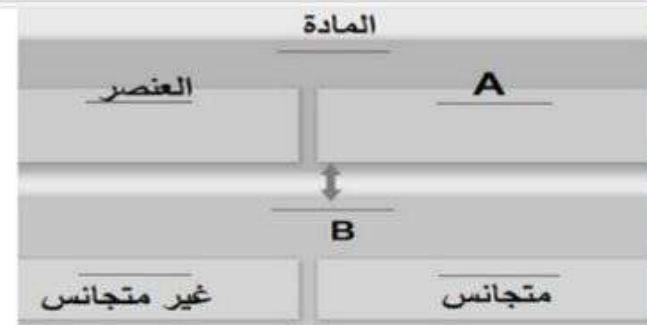 المادة
A
العنصر
B
متجانس
غير متجانس